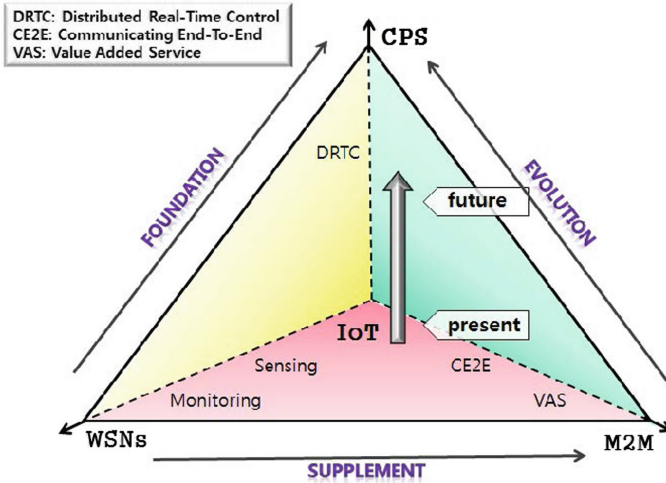 DRTC: Distributed Real-Time Control
CE2E: Communicating End-To-End
VAS: Value Added Service
CPS
DRTC
FOUNDATION
EVOLUTION
future
present
IoT
Sensing
CE2E
Monitoring
VAS
WSNs
M2M
SUPPLEMENT